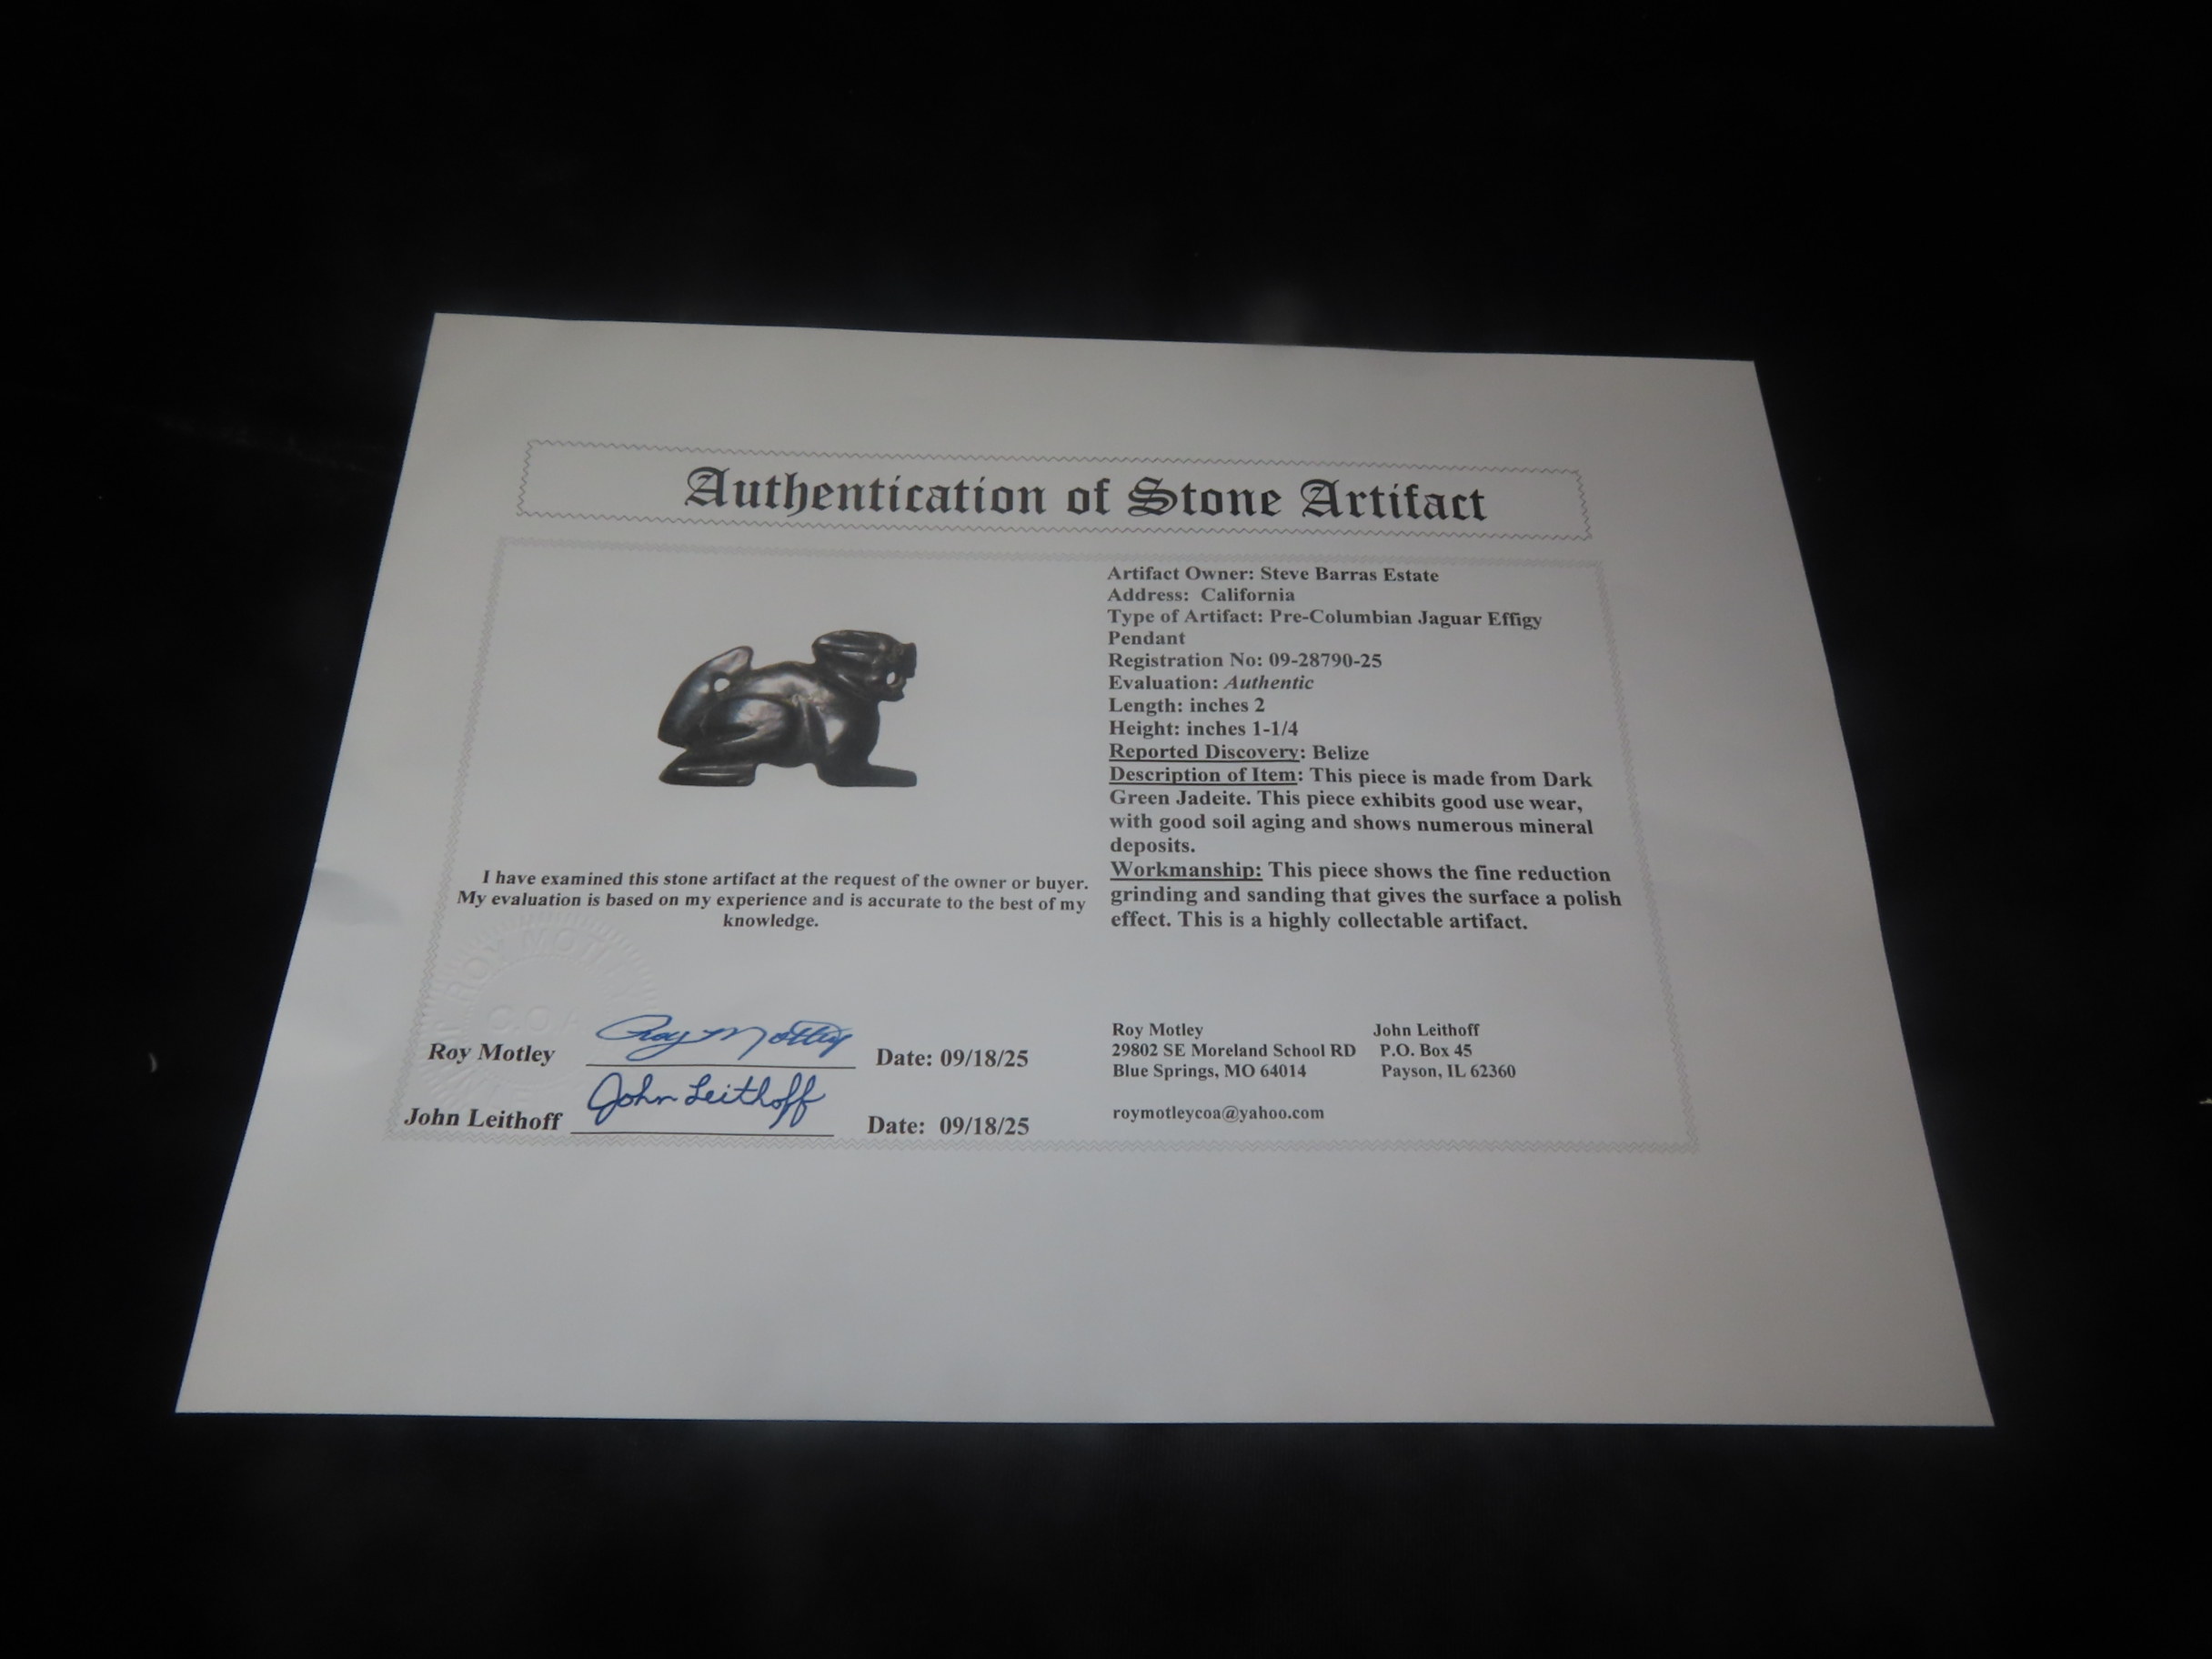 Authentication of Stone Artifact
Artifact Owner: Steve Barras Estate
Address: California
Type of Artifact: Pre-Columbian Jaguar Effigy
Pendant
Registration No: 09-28790-25
Evaluation: Authentic
Length: inches 2
Height: inches 1-1/4
Reported Discovery: Belize
Description of Item: This piece is made from Dark
Green Jadeite. This piece exhibits good use wear,
with good soil aging and shows numerous mineral
deposits.
Workmanship: This piece shows the fine reduction
grinding and sanding that gives the surface a polish
effect. This is a highly collectable artifact.
I have examined this stone artifact at the request of the owner or buyer.
My evaluation is based on my experience and is accurate to the best of my
knowledge.
ROY MOTLEY
COA
Roy Motley Roy Motley Date: 09/18/25
John Leithoff John Leithoff Date: 09/18/25
Roy Motley John Leithoff
29802 SE Moreland School RD P.O. Box 45
Blue Springs, MO 64014 Payson, IL 62360
roymotleycoa@yahoo.com